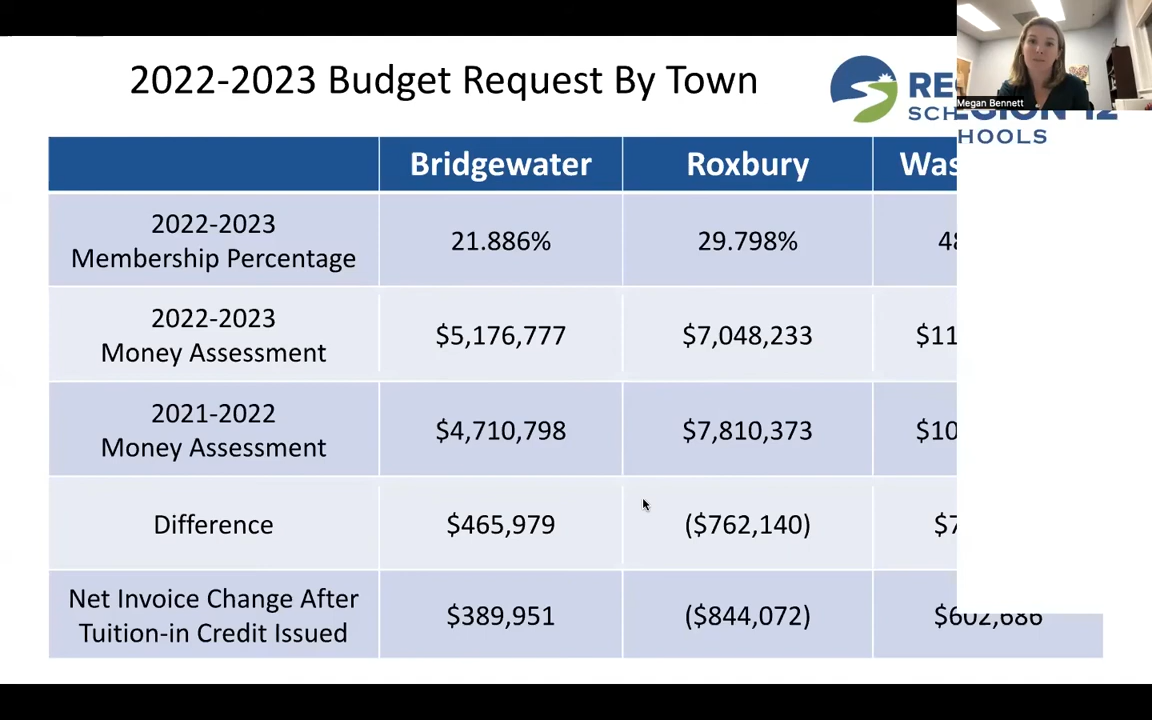 2022-2023 Budget Request By Town
Megan Bennett
HOOLS
Bridgewater Roxbury
2022-2023
Membership Percentage
21.886% 29.798%
2022-2023
Money Assessment
$5,176,777 $7,048,233
2021-2022
Money Assessment
$4,710,798 $7,810,373
Difference $465,979 ($762,140)
Net Invoice Change After
Tuition-in Credit Issued
$389,951 ($844,072) $602,686